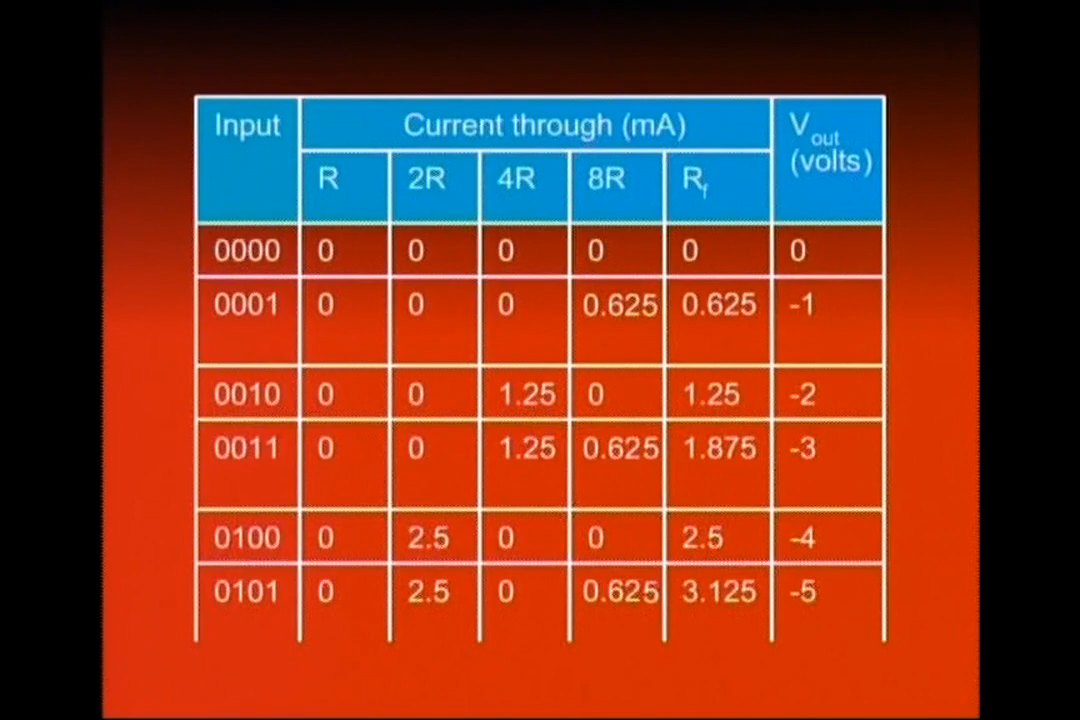 Input Current through (mA) Vout (volts)
R 2R 4R 8R Rf
0000 0 0 0 0 0 0
0001 0 0 0 0.625 0.625 -1
0010 0 0 1.25 0 1.25 -2
0011 0 0 1.25 0.625 1.875 -3
0100 0 2.5 0 0 2.5 -4
0101 0 2.5 0 0.625 3.125 -5